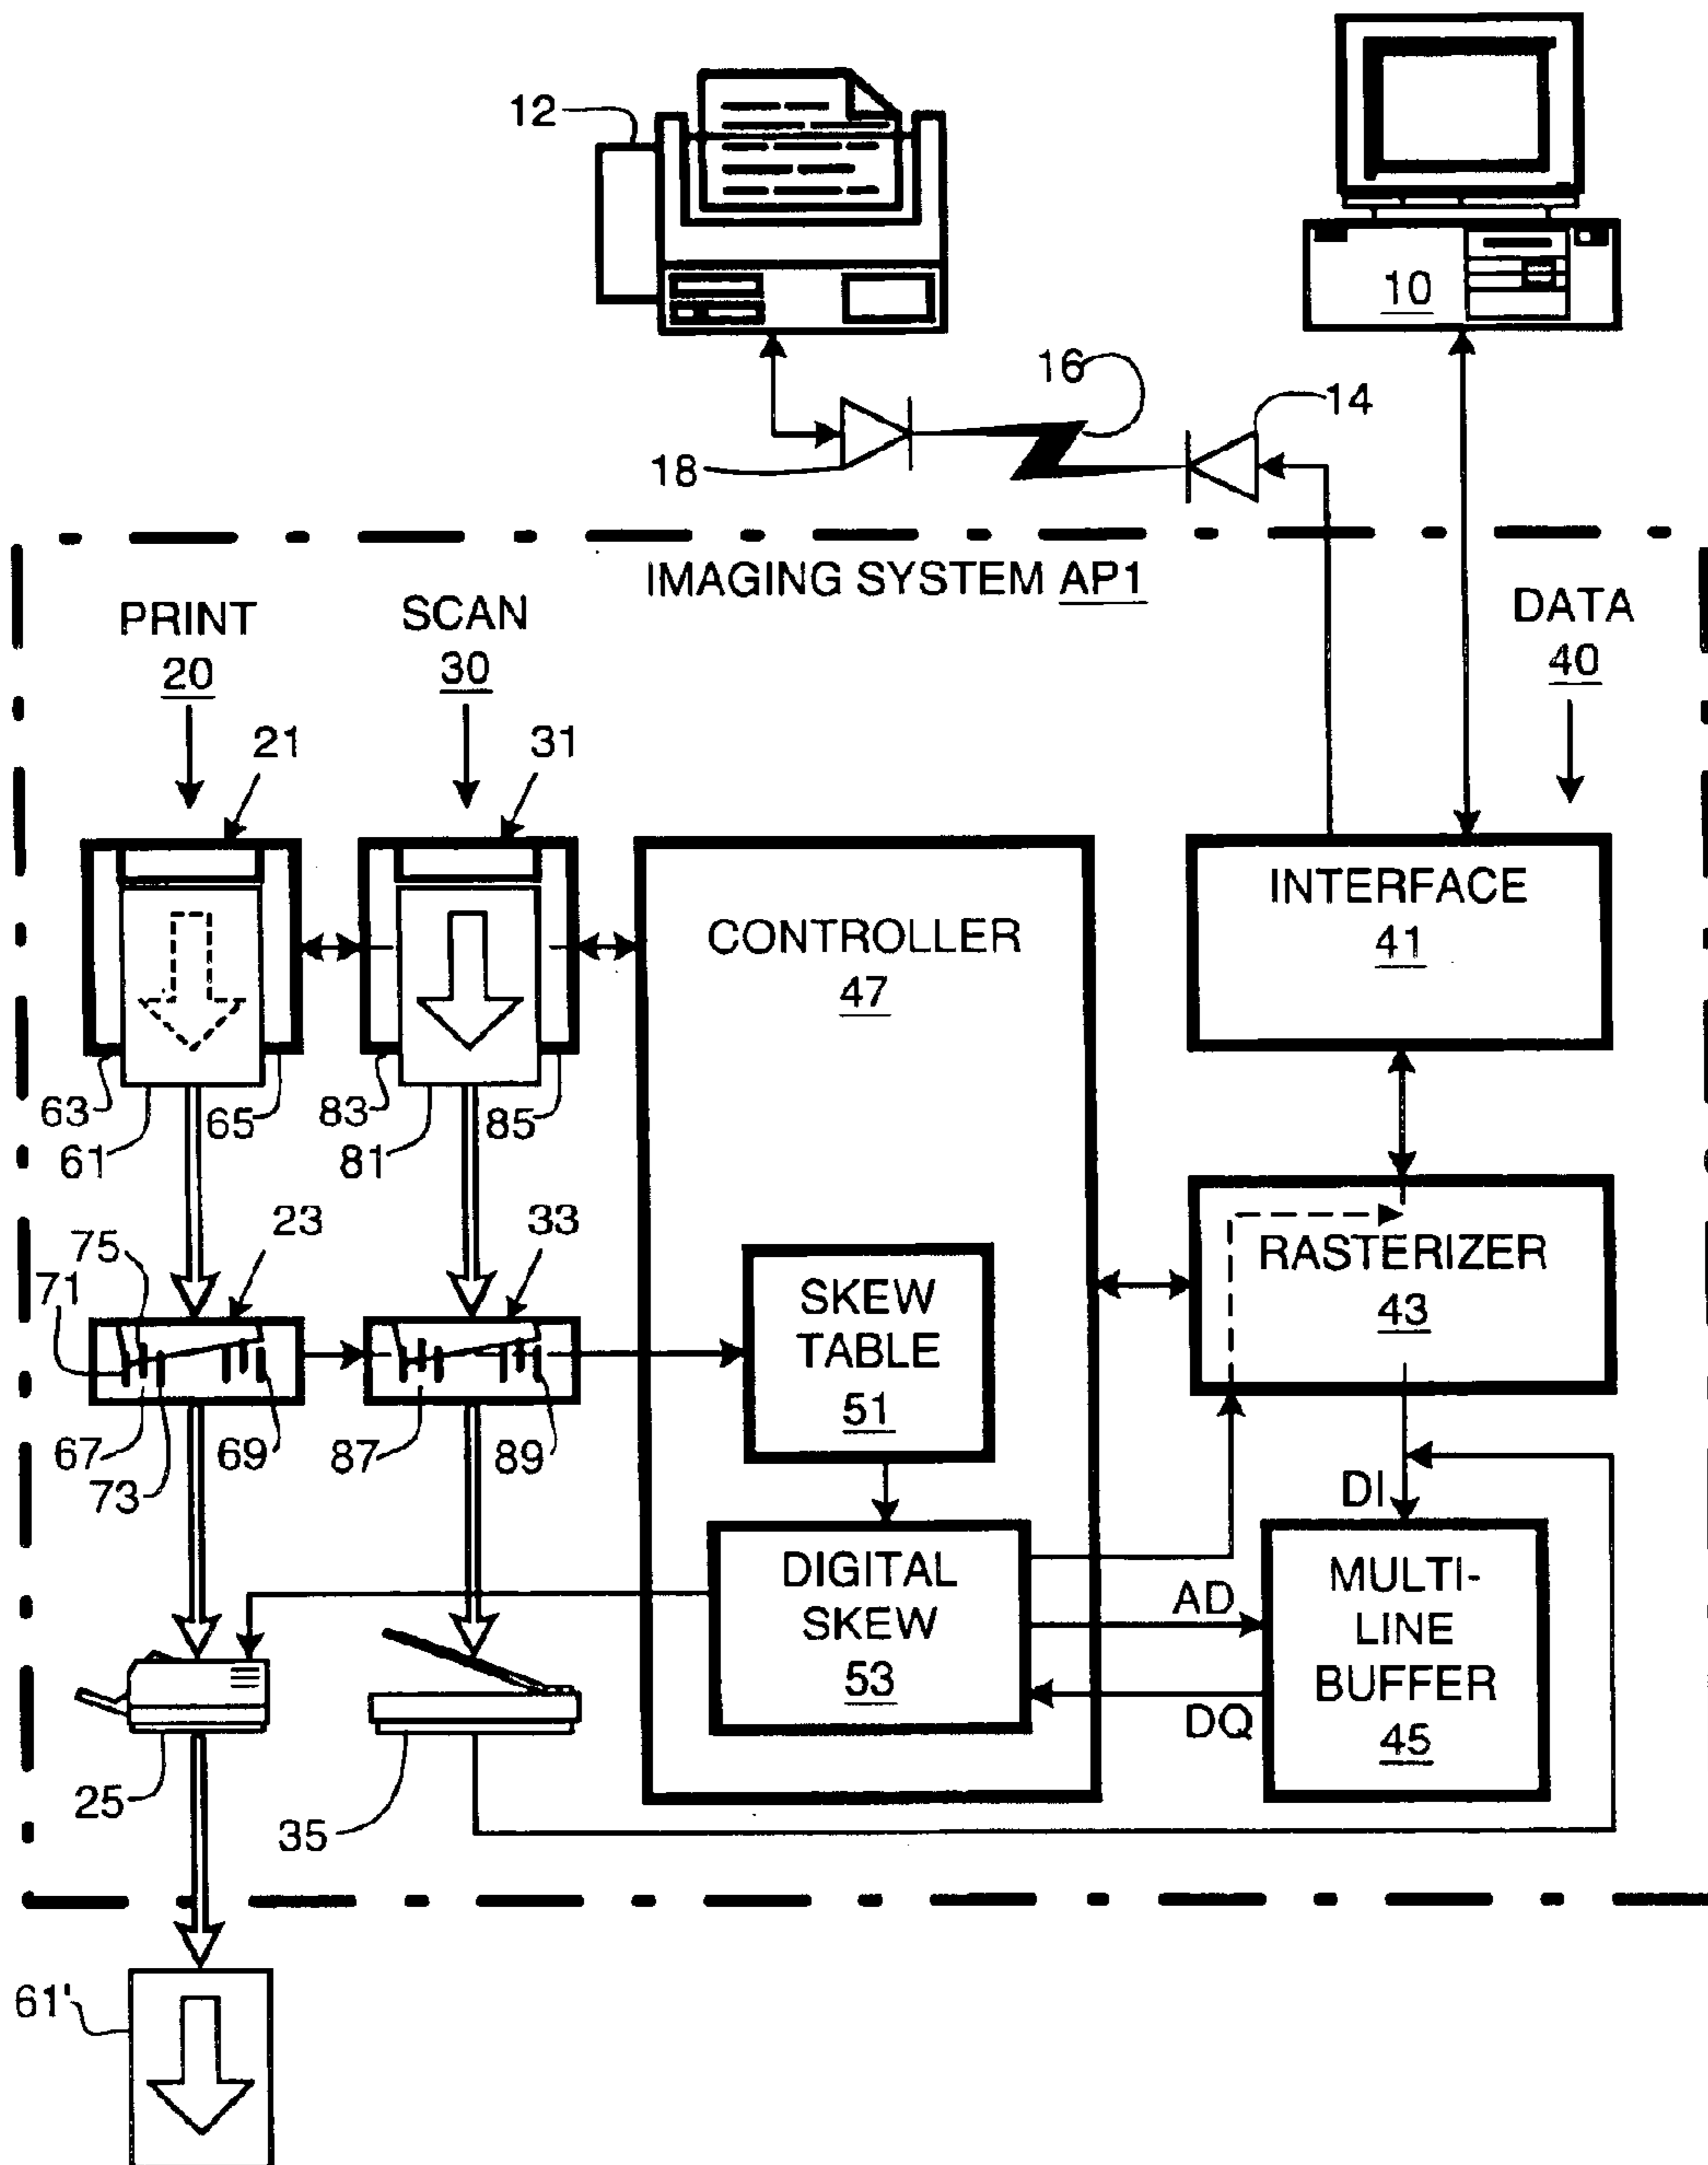 12
10
16
14
18
IMAGING SYSTEM AP1
PRINT
20
SCAN
30
DATA
40
21
31
CONTROLLER
47
INTERFACE
41
63
65
83
85
61
81
75
71
23
33
67
73
69
87
89
SKEW
TABLE
51
RASTERIZER
43
DI
DIGITAL
SKEW
53
AD
DQ
MULTI-
LINE
BUFFER
45
25
35
61'